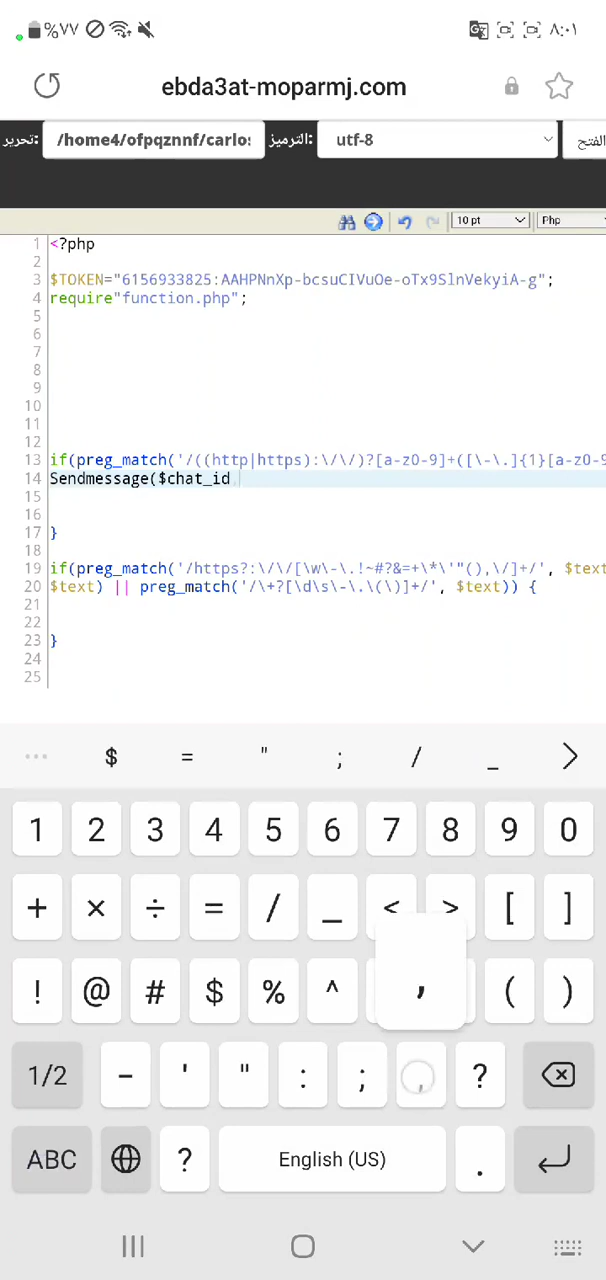 %٧٧ ٨:٠١
ebda3at-moparmj.com
تحرير: /home4/ofpqznnf/carlos الترميز: utf-8 الفتح
10 pt Php
1 <?php
2
3 $TOKEN="6156933825:AAHPNnXp-bcsuCIVuOe-oTx9SlnVekyiA-g";
4 require"function.php";
5
6
7
8
9
10
11
12
13 if(preg_match('/((http|https):\/\/)?[a-z0-9]+([\-\.]{1}[a-z0-9
14 Sendmessage($chat_id
15
16
17 }
18
19 if(preg_match('/https?:\/\/[\w\-\.!~#?&=+\*\'"(),\/]+/', $text
20 $text) || preg_match('/\+?[\d\s\-\.\(\)]+/', $text)) {
21
22
23 }
24
25
... $ = " ; / _ >
1 2 3 4 5 6 7 8 9 0
+ × ÷ = / _ < > [ ]
! @ # $ % ^ , ( )
1/2 - ' " : ; , ?
ABC ? English (US) .